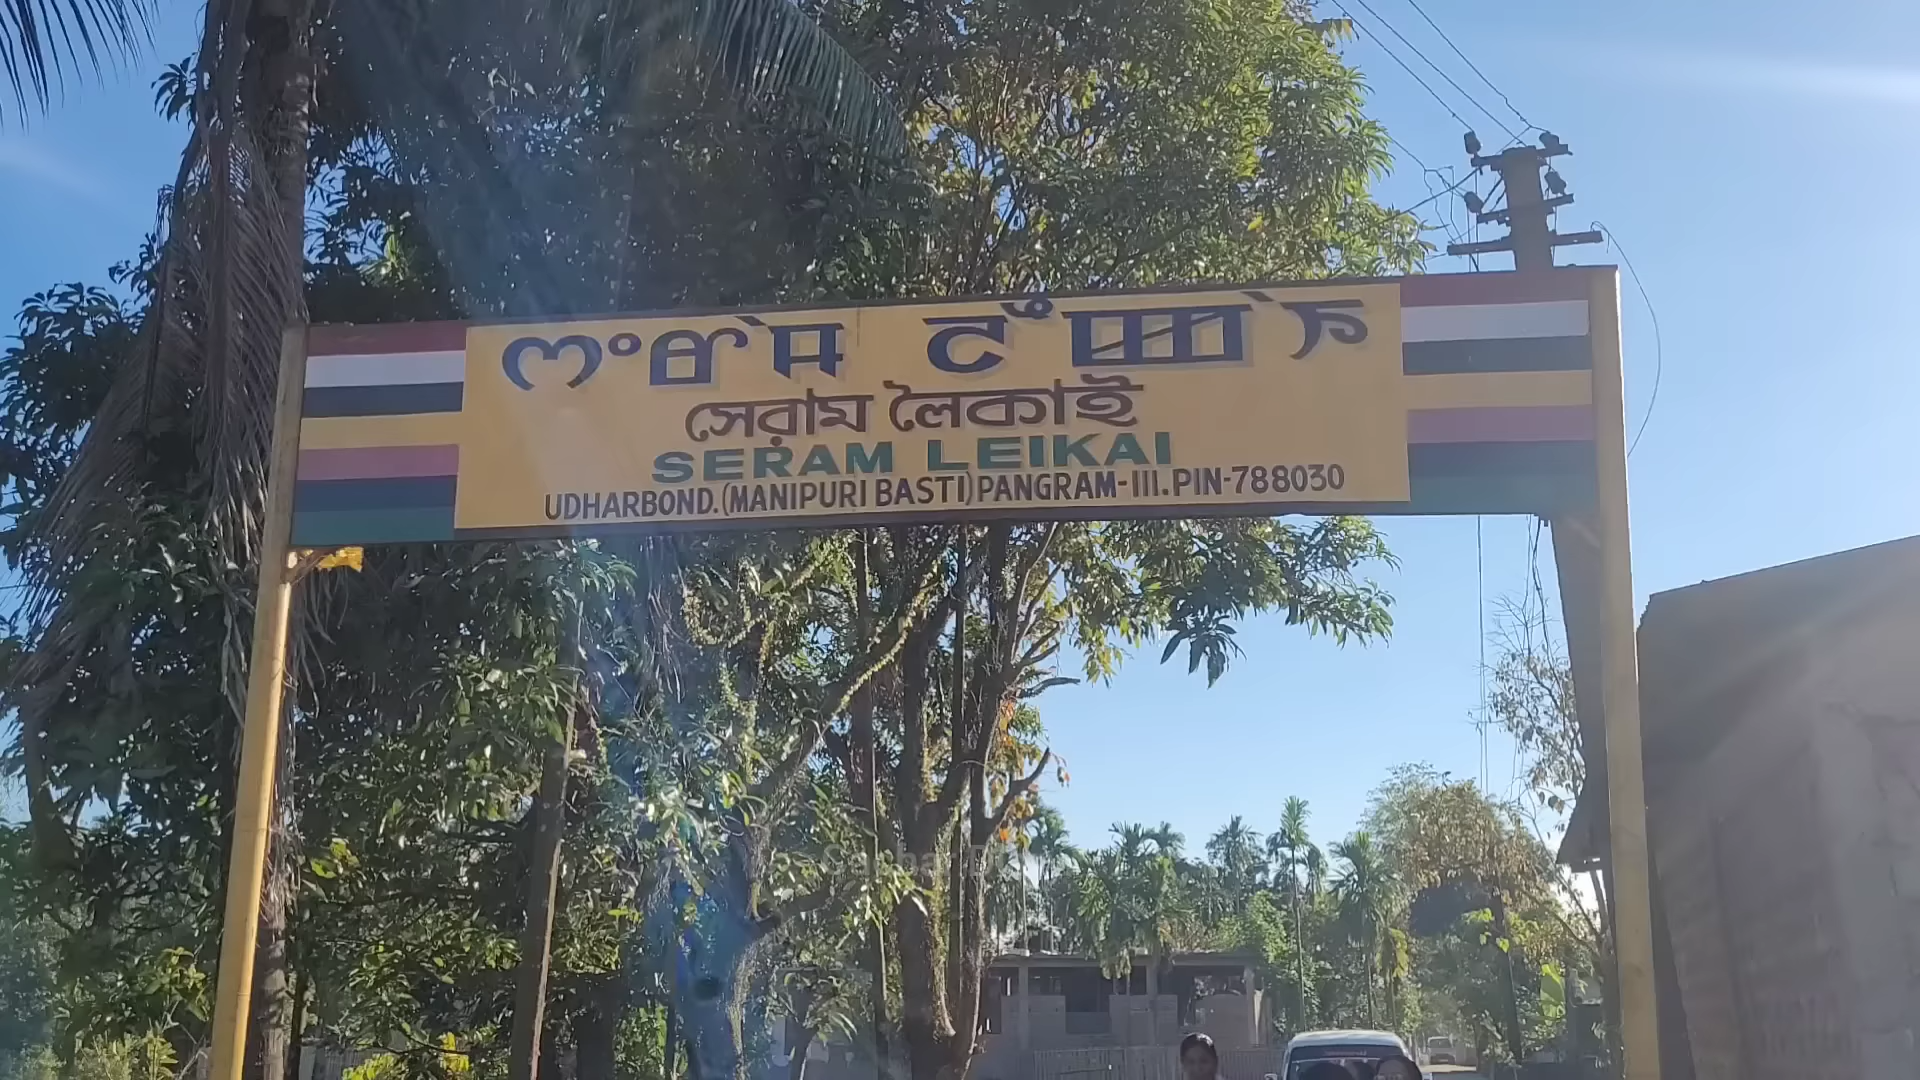 ꯁꯦꯔꯥꯝ ꯂꯩꯀꯥꯏ
সেরাম লৈকাই
SERAM LEIKAI
UDHARBOND.(MANIPURI BASTI)PANGRAM-III.PIN-788030